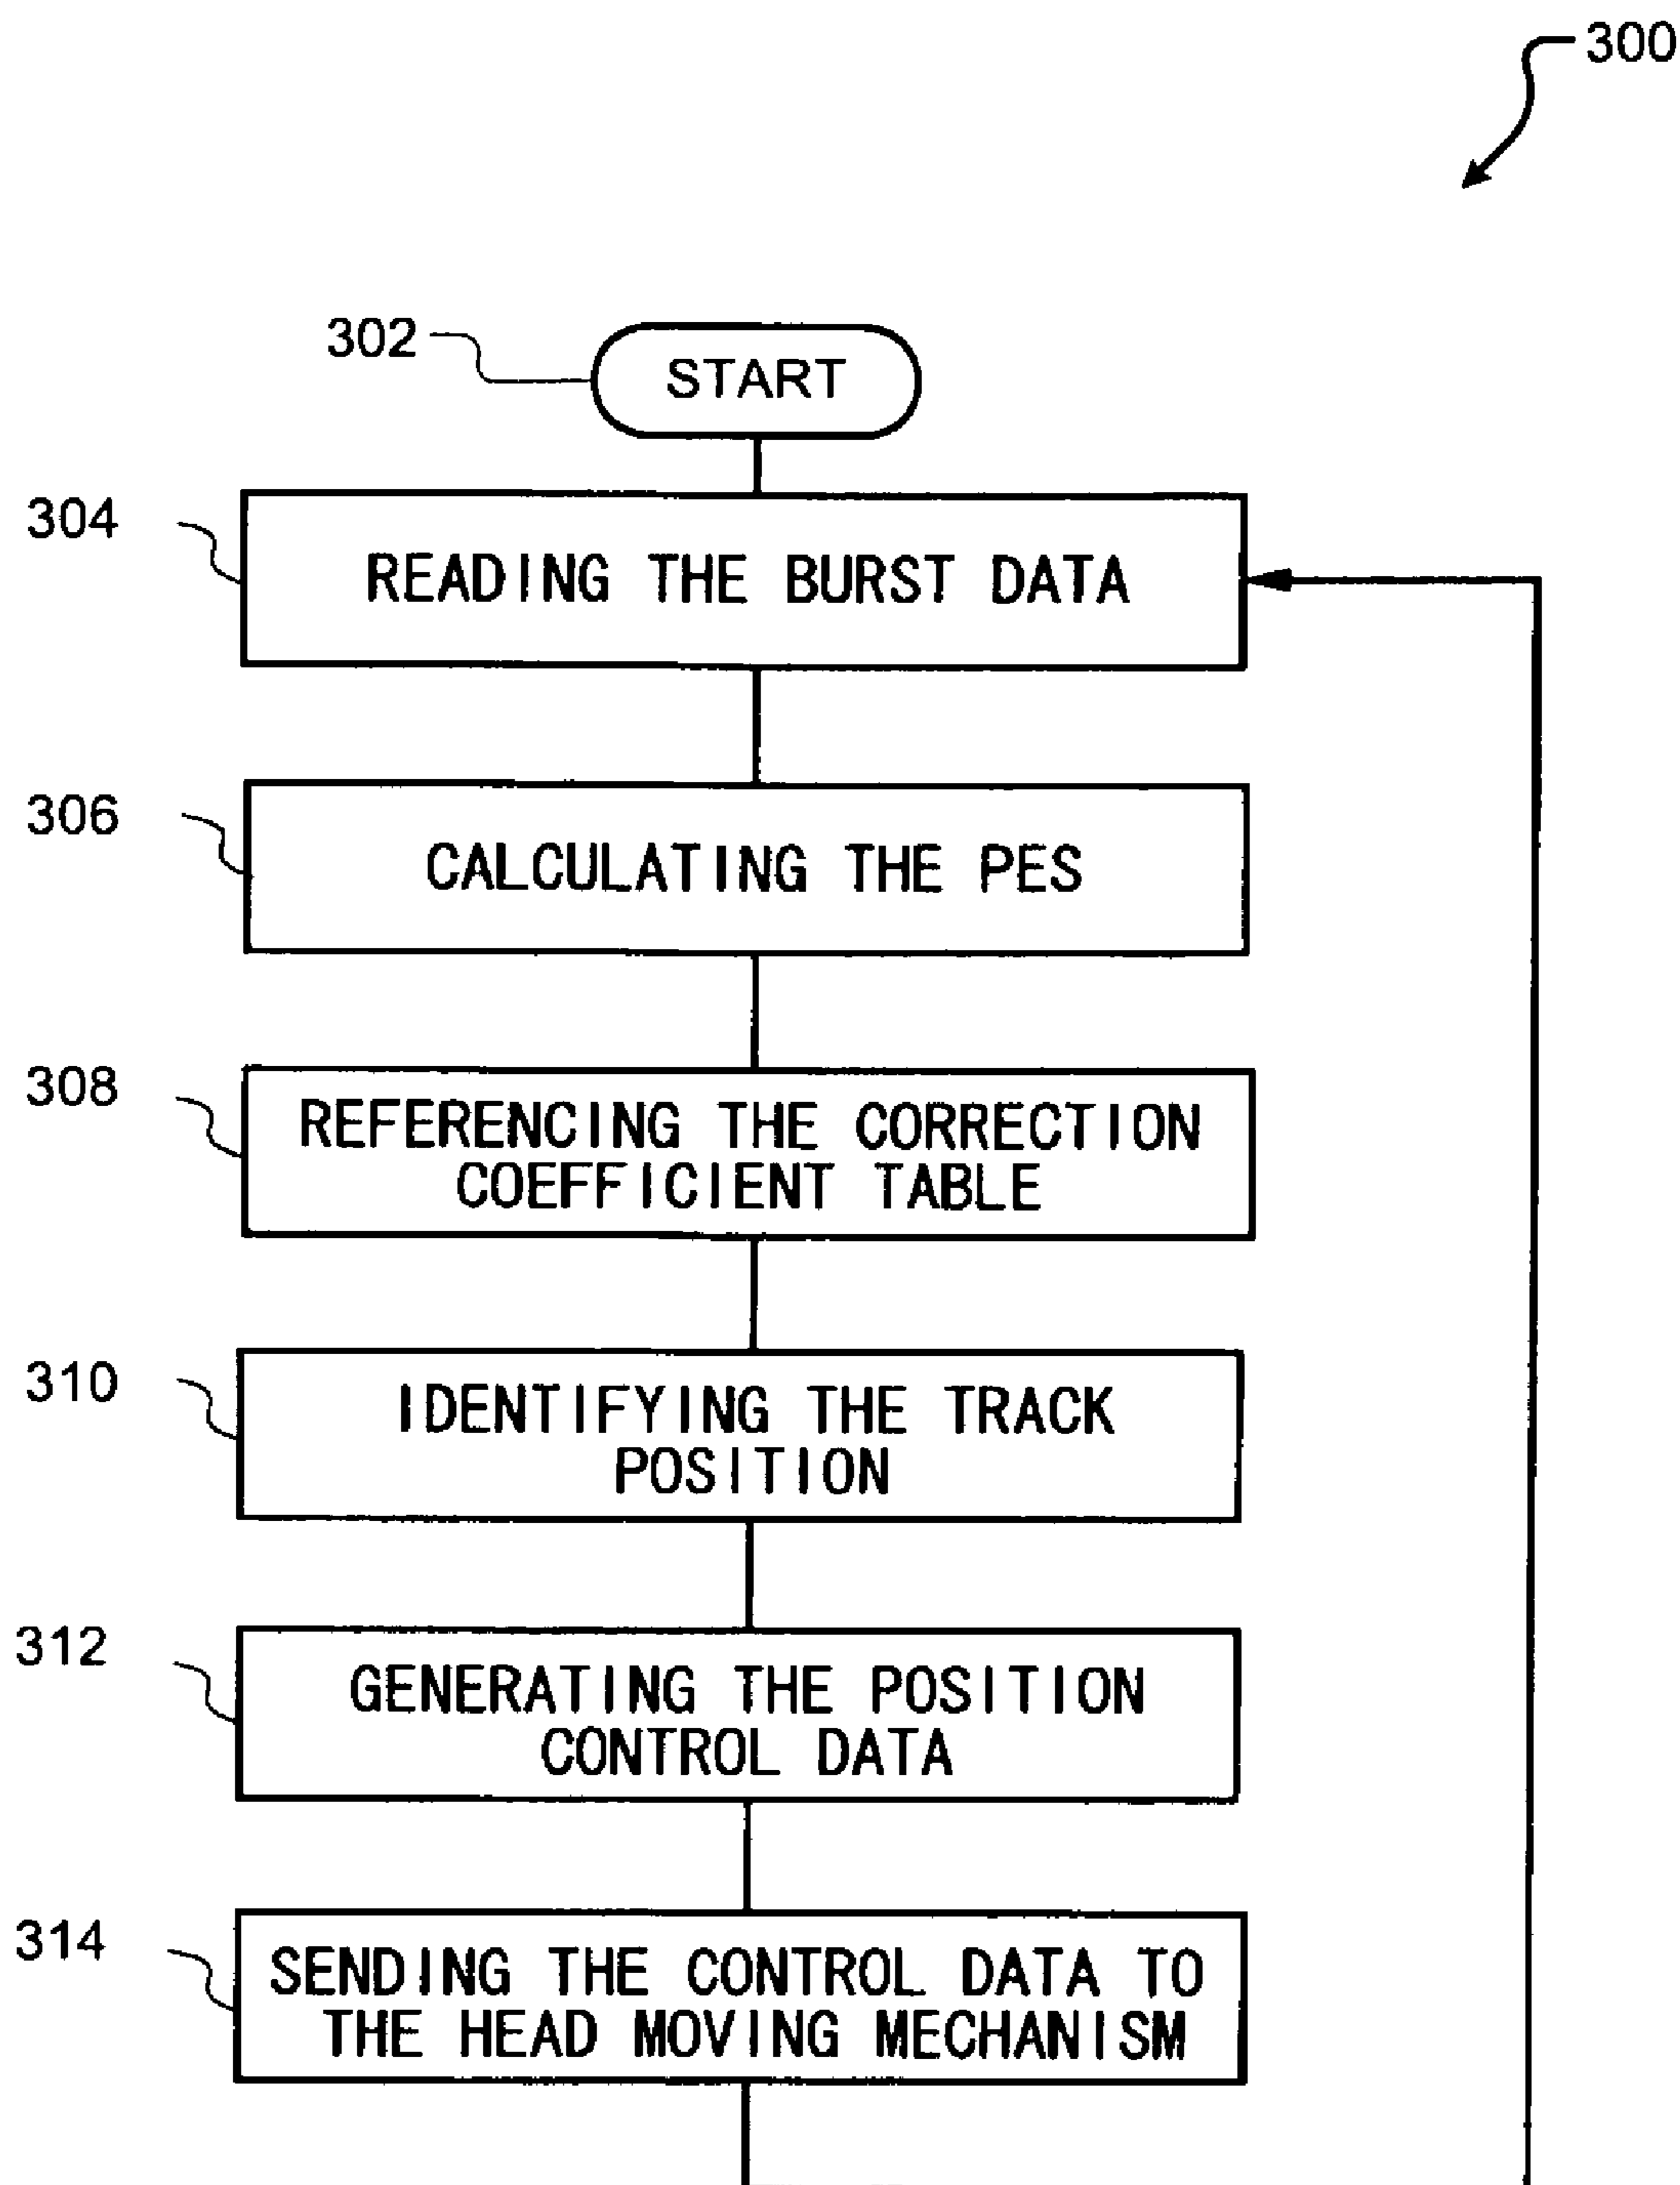 300
302
START
304
READING THE BURST DATA
306
CALCULATING THE PES
308
REFERENCING THE CORRECTION
COEFFICIENT TABLE
310
IDENTIFYING THE TRACK
POSITION
312
GENERATING THE POSITION
CONTROL DATA
314
SENDING THE CONTROL DATA TO
THE HEAD MOVING MECHANISM